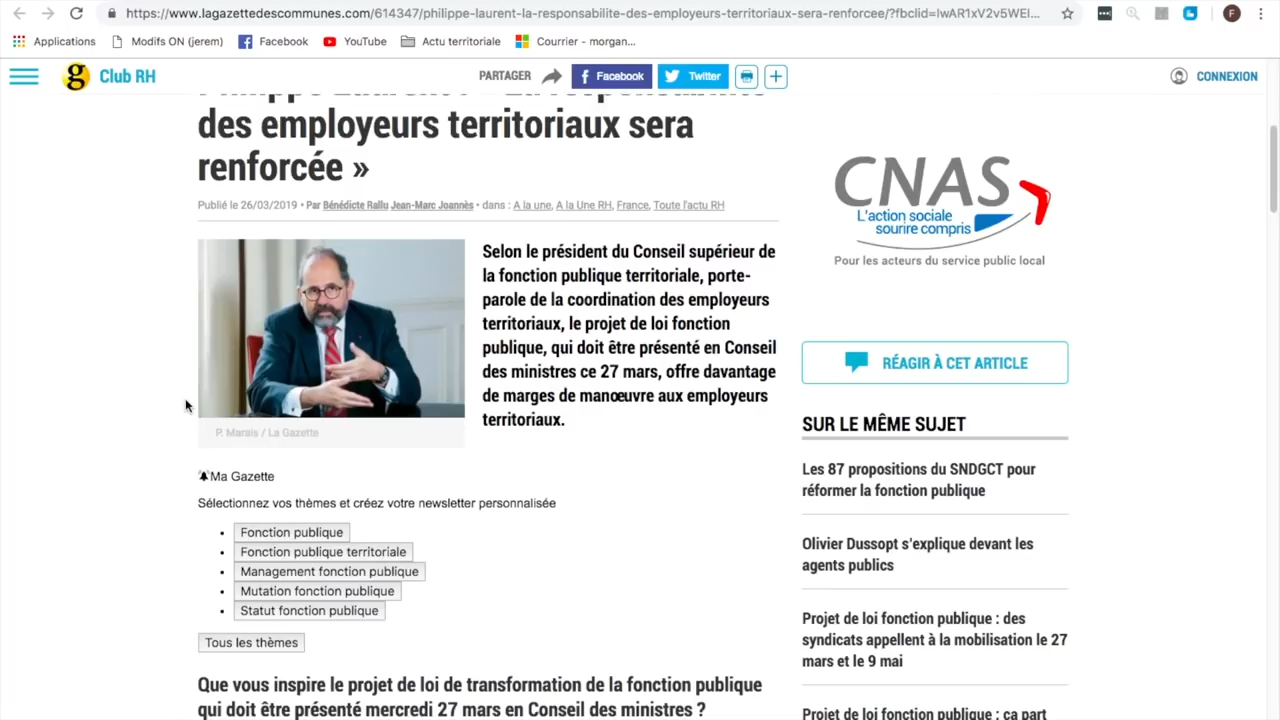 https://www.lagazettedescommunes.com/614347/philippe-laurent-la-responsabilite-des-employeurs-territoriaux-sera-renforcee/?fbclid=IwAR1xV2v5WEI...
F
Applications
Modifs ON (jerem)
Facebook
YouTube
Actu territoriale
Courrier - morgan...
g Club RH
PARTAGER
Facebook
Twitter
CONNEXION
des employeurs territoriaux sera
renforcée »
Publié le 26/03/2019 • Par Bénédicte Rallu Jean-Marc Joannès • dans : A la une, A la Une RH, France, Toute l'actu RH
P. Marais / La Gazette
Selon le président du Conseil supérieur de
la fonction publique territoriale, porte-
parole de la coordination des employeurs
territoriaux, le projet de loi fonction
publique, qui doit être présenté en Conseil
des ministres ce 27 mars, offre davantage
de marges de manœuvre aux employeurs
territoriaux.
Ma Gazette
Sélectionnez vos thèmes et créez votre newsletter personnalisée
Fonction publique
Fonction publique territoriale
Management fonction publique
Mutation fonction publique
Statut fonction publique
Tous les thèmes
Que vous inspire le projet de loi de transformation de la fonction publique
qui doit être présenté mercredi 27 mars en Conseil des ministres ?
CNAS
L'action sociale
sourire compris
Pour les acteurs du service public local
RÉAGIR À CET ARTICLE
SUR LE MÊME SUJET
Les 87 propositions du SNDGCT pour
réformer la fonction publique
Olivier Dussopt s'explique devant les
agents publics
Projet de loi fonction publique : des
syndicats appellent à la mobilisation le 27
mars et le 9 mai
Projet de loi fonction publique : ça part